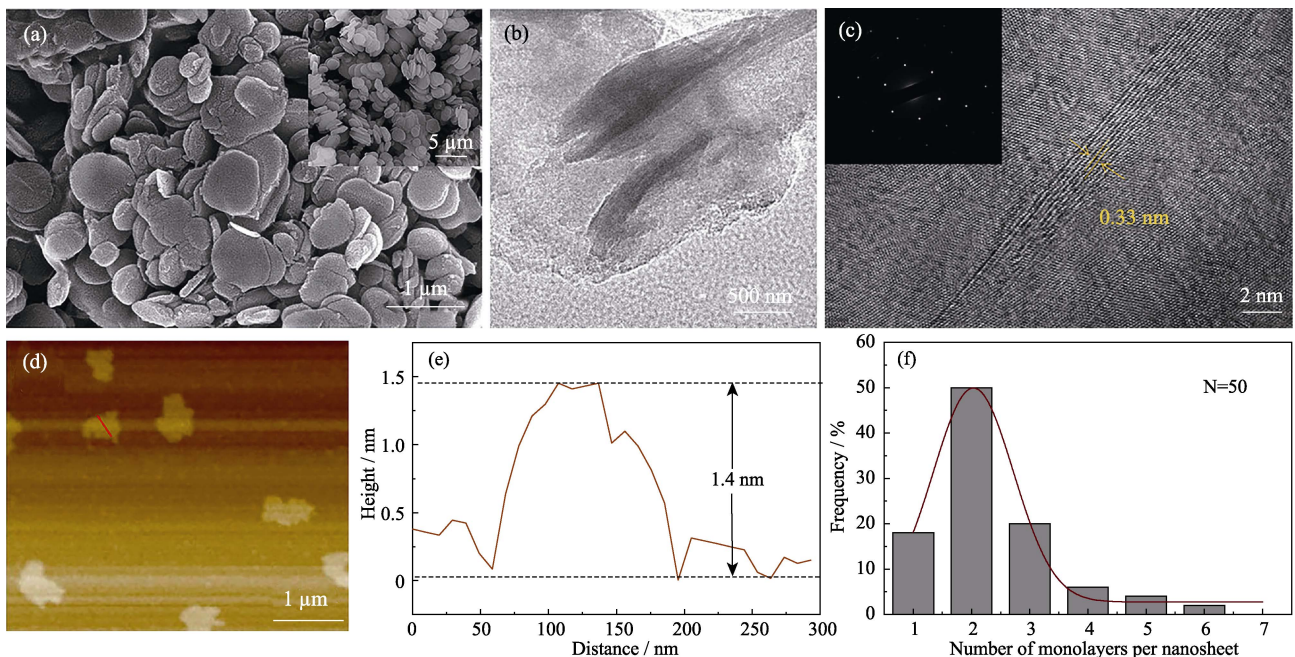 (a)
5 µm
1 µm
(b)
500 nm
(c)
0.33 nm
2 nm
(d)
1 µm
(e)
1.5
1.0
0.5
0
Height / nm
1.4 nm
0 50 100 150 200 250 300
Distance / nm
(f)
N=50
60
50
40
30
20
10
0
Frequency / %
1 2 3 4 5 6 7
Number of monolayers per nanosheet